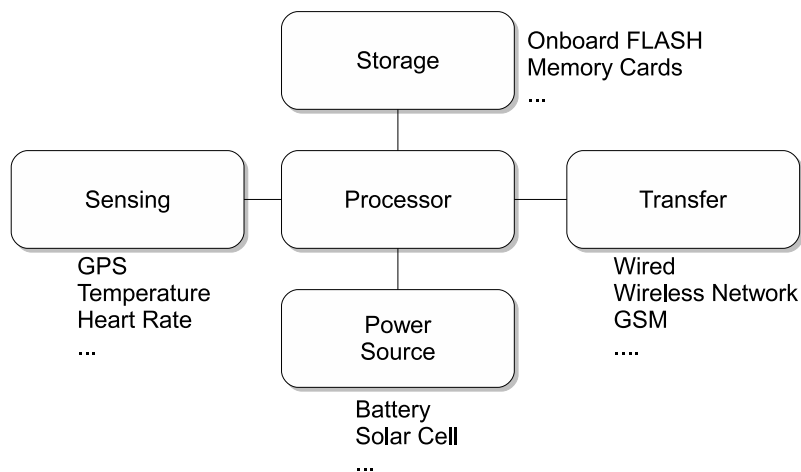 Storage
Onboard FLASH
Memory Cards
...
Sensing
Processor
Transfer
GPS
Temperature
Heart Rate
...
Power
Source
Wired
Wireless Network
GSM
....
Battery
Solar Cell
...